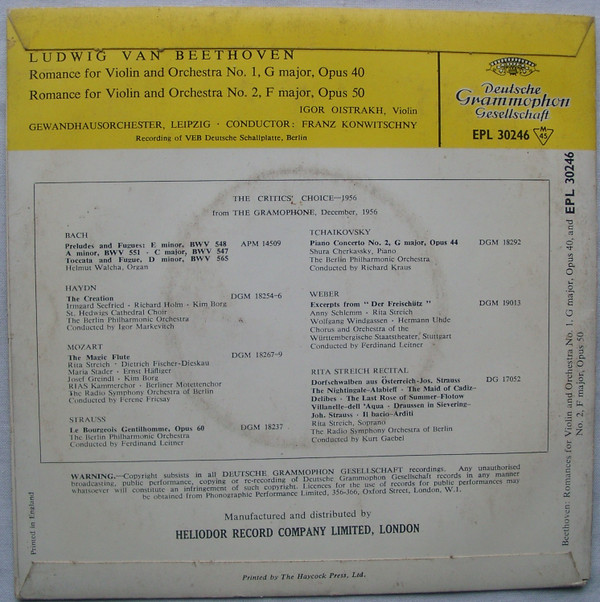 LUDWIG VAN BEETHOVEN
Romance for Violin and Orchestra No. 1, G major, Opus 40
Romance for Violin and Orchestra No. 2, F major, Opus 50
IGOR OISTRAKH, Violin
GEWANDHAUSORCHESTER, LEIPZIG · CONDUCTOR: FRANZ KONWITSCHNY
Recording of VEB Deutsche Schallplatte, Berlin
Deutsche
Grammophon
Gesellschaft
EPL 30246 M 45
THE CRITICS' CHOICE—1956
from THE GRAMOPHONE, December, 1956
BACH
Preludes and Fugues: E minor, BWV 548 APM 14509
A minor, BWV 551 - C major, BWV 547
Toccata and Fugue, D minor, BWV 565
Helmut Walcha, Organ
HAYDN
The Creation DGM 18254-6
Irmgard Seefried - Richard Holm - Kim Borg
St. Hedwigs Cathedral Choir
The Berlin Philharmonic Orchestra
Conducted by Igor Markevitch
MOZART
The Magic Flute DGM 18267-9
Rita Streich - Dietrich Fischer-Dieskau
Maria Stader - Ernst Häfliger
Josef Greindl - Kim Borg
RIAS Kammerchor - Berliner Motettenchor
The Radio Symphony Orchestra of Berlin
Conducted by Ferenc Fricsay
STRAUSS
Le Bourgeois Gentilhomme, Opus 60 DGM 18237
The Berlin Philharmonic Orchestra
Conducted by Ferdinand Leitner
TCHAIKOVSKY
Piano Concerto No. 2, G major, Opus 44 DGM 18292
Shura Cherkassky, Piano
The Berlin Philharmonic Orchestra
Conducted by Richard Kraus
WEBER
Excerpts from " Der Freischütz " DGM 19013
Anny Schlemm - Rita Streich
Wolfgang Windgassen - Hermann Uhde
Chorus and Orchestra of the
Württembergische Staatstheater, Stuttgart
Conducted by Ferdinand Leitner
RITA STREICH RECITAL
Dorfschwalben aus Österreich-Jos. Strauss DG 17052
The Nightingale-Alabieff - The Maid of Cadiz-
Delibes - The Last Rose of Summer-Flotow
Villanelle-dell 'Aqua - Draussen in Sievering-
Joh. Strauss - Il bacio-Arditi
Rita Streich, Soprano
The Radio Symphony Orchestra of Berlin
Conducted by Kurt Gaebel
WARNING.—Copyright subsists in all DEUTSCHE GRAMMOPHON GESELLSCHAFT recordings. Any unauthorised
broadcasting, public performance, copying or re-recording of Deutsche Grammophon Gesellschaft records in any manner
whatsoever will constitute an infringement of such copyright. Licences for the use of records for public performances may
be obtained from Phonographic Performance Limited, 356-366, Oxford Street, London, W.1.
Manufactured and distributed by
HELIODOR RECORD COMPANY LIMITED, LONDON
Printed by The Haycock Press, Ltd.
Printed in England
Beethoven: Romances for Violin and Orchestra No. 1, G major, Opus 40, and EPL 30246
No. 2, F major, Opus 50